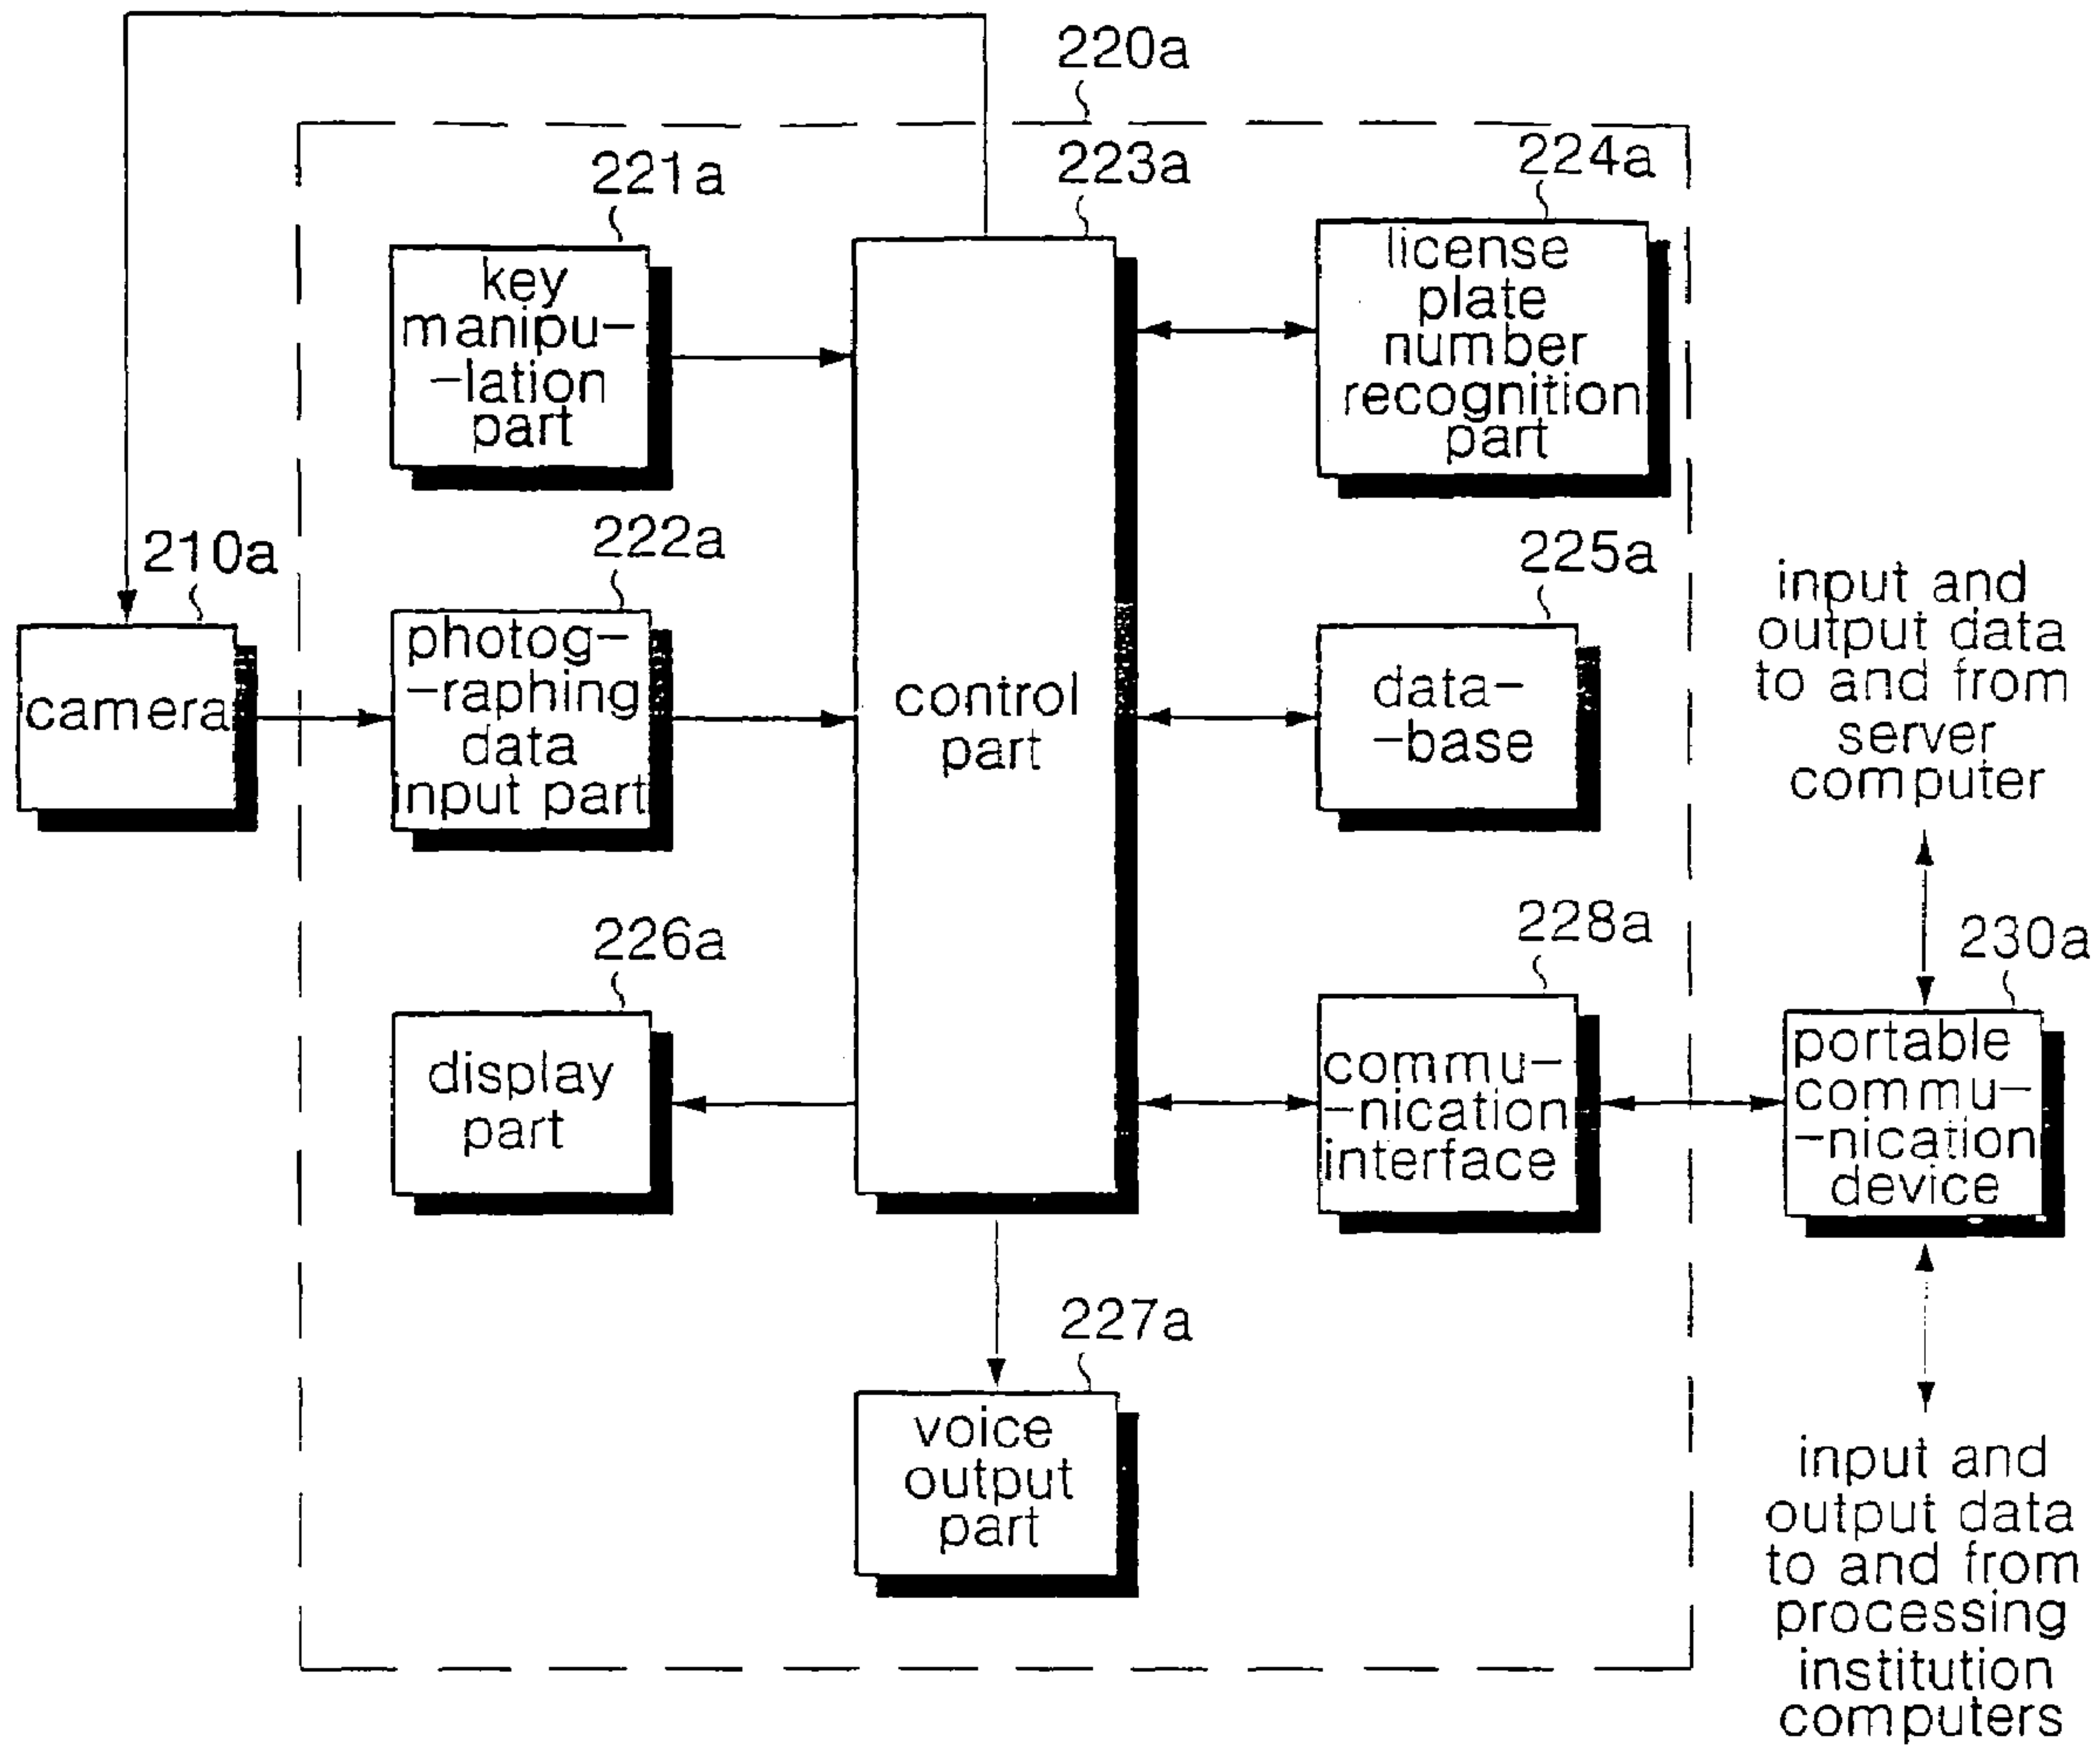 220a
221a
key
manipu-
-lation
part
223a
control
part
224a
license
plate
number
recognition
part
210a
camera
222a
photog-
-raphing
data
input part
225a
data-
-base
input and
output data
to and from
server
computer
226a
display
part
228a
commu-
-nication
interface
230a
portable
commu-
-nication
device
227a
voice
output
part
input and
output data
to and from
processing
institution
computers